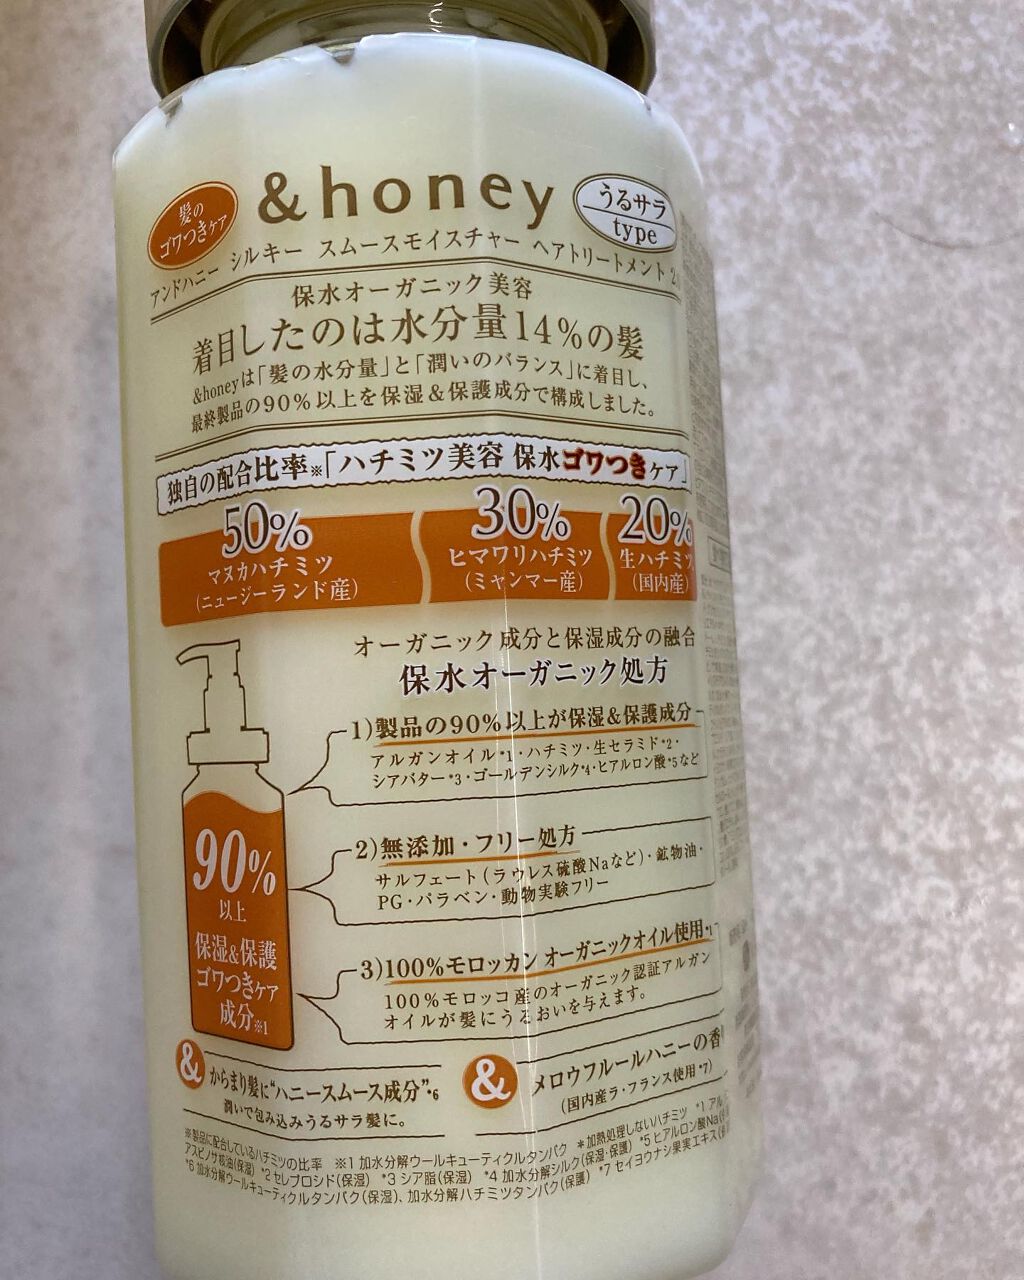 髪の
ゴワつきケア
&honey
うるサラ
type
アンドハニー シルキー スムースモイスチャー ヘアトリートメント 2.
保水オーガニック美容
着目したのは水分量14%の髪
&honeyは「髪の水分量」と「潤いのバランス」に着目し、
最終製品の90%以上を保湿&保護成分で構成しました。
独自の配合比率※「ハチミツ美容 保水ゴワつきケア」
50%
マヌカハチミツ
(ニュージーランド産)
30%
ヒマワリハチミツ
(ミャンマー産)
20%
生ハチミツ
(国内産)
オーガニック成分と保湿成分の融合
保水オーガニック処方
1)製品の90%以上が保湿&保護成分
アルガンオイル*1・ハチミツ・生セラミド*2・
シアバター*3・ゴールデンシルク*4・ヒアルロン酸*5など
90%
以上
保湿&保護
ゴワつきケア
成分※1
2)無添加・フリー処方
サルフェート(ラウレス硫酸Naなど)・鉱物油・
PG・パラベン・動物実験フリー
3)100%モロッカン オーガニックオイル使用*1
100%モロッコ産のオーガニック認証アルガン
オイルが髪にうるおいを与えます。
&
からまり髪に“ハニースムース成分”*6
潤いで包み込みうるサラ髪に。
&
メロウフルールハニーの香
(国内産ラ・フランス使用*7)
※製品に配合しているハチミツの比率 ※1 加水分解ウールキューティクルタンパク *加熱処理しないハチミツ *1 アル
アスピノサ核油(保湿) *2 セレブロシド(保湿) *3 シア脂(保湿) *4 加水分解シルク(保湿・保護) *5 ヒアルロン酸Na
*6 加水分解ウールキューティクルタンパク(保湿)、加水分解ハチミツタンパク(保護) *7 セイヨウナシ果実エキス